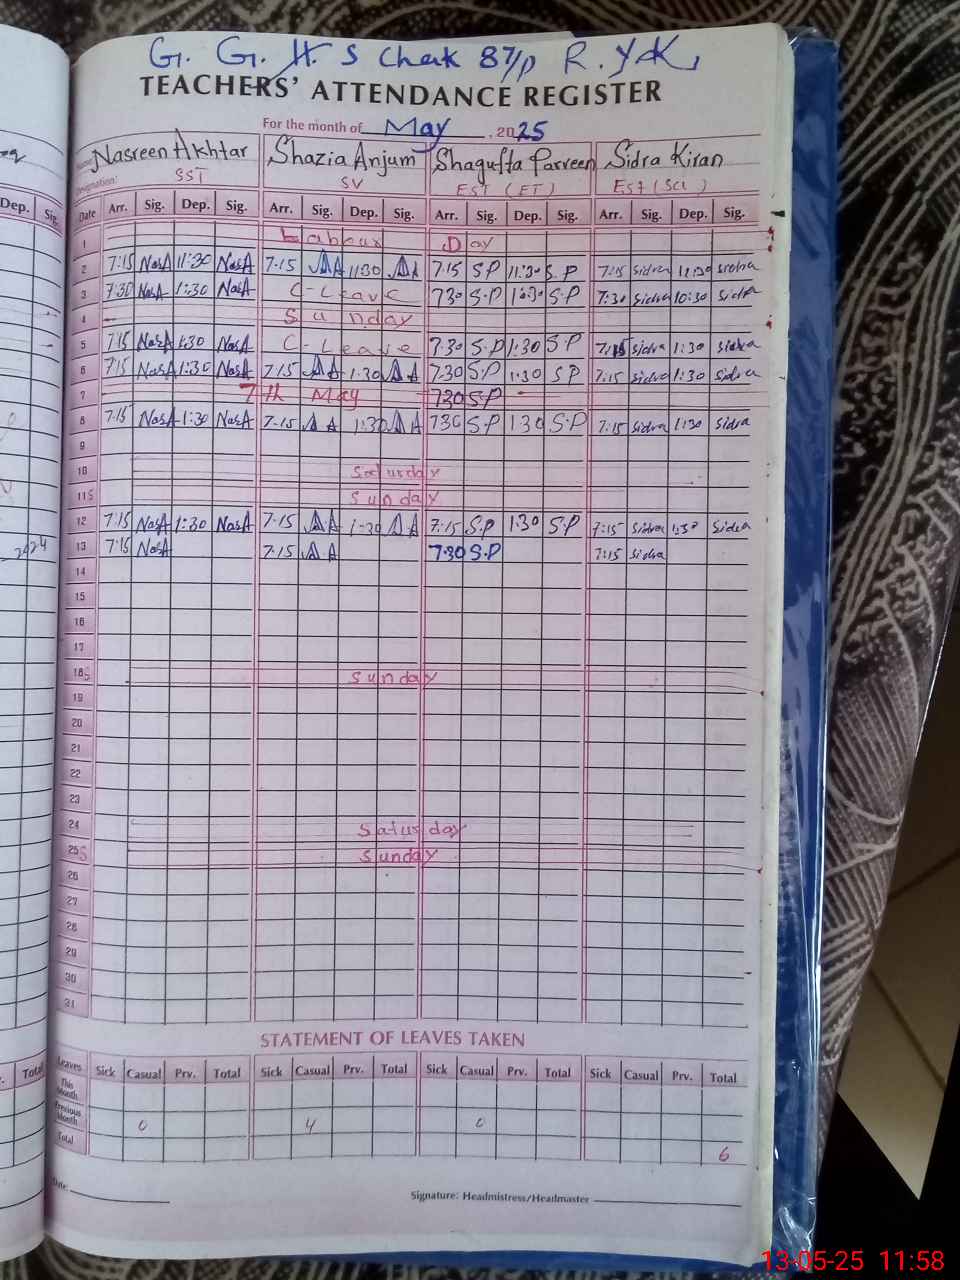 G. G. H. S Chak 87/P R.Y.K,
TEACHERS' ATTENDANCE REGISTER
For the month of May , 2025
Name: Nasreen Akhtar Shazia Anjum Shagufta Parveen Sidra Kiran
Designation: SST SV EST (ET) Est (Sci)
Dep. Sig. Date Arr. Sig. Dep. Sig. Arr. Sig. Dep. Sig. Arr. Sig. Dep. Sig. Arr. Sig. Dep. Sig.
1 Labour Day
2 7:15 NasA 11:30 NasA 7-15 11:30 7:15 S.P 11:30 S.P 7:15 Sidra 11:30 Sidra
3 7:30 NasA 1:30 NasA C-Leave 7:30 S.P S.P 7:30 Sidra 10:30 Sidra
4 Sunday
5 7:15 NasA 1:30 NasA C-Leave 7:30 S.P 1:30 S.P 7:15 Sidra 1:30 Sidra
6 7:15 NasA 1:30 NasA 7-15 1:30 7:30 S.P 1:30 S P 7:15 Sidra 1:30 Sidra
7 7th May 7:20 S.P
8 7:15 NasA 1:30 NasA 7-15 1:30 7:30 S.P 1:30 S.P 7:15 Sidra 1:30 Sidra
9
10 Saturday
11 S Sunday
12 7:15 NasA 1:30 NasA 7-15 1-30 7:15 S.P 1:30 S P 7:15 Sidra 1:30 Sidra
13 7:15 NasA 7-15 7:30 S.P 7:15 Sidra
14
15
16
17
18 S Sunday
19
20
21
22
23
24 Saturday
25 S Sunday
26
27
28
29
30
31
STATEMENT OF LEAVES TAKEN
Total Leaves Sick Casual Prv. Total Sick Casual Prv. Total Sick Casual Prv. Total Sick Casual Prv. Total
This Month
Previous Month 0 4 0
Total 6
Date: Signature: Headmistress/Headmaster
13-05-25 11:58